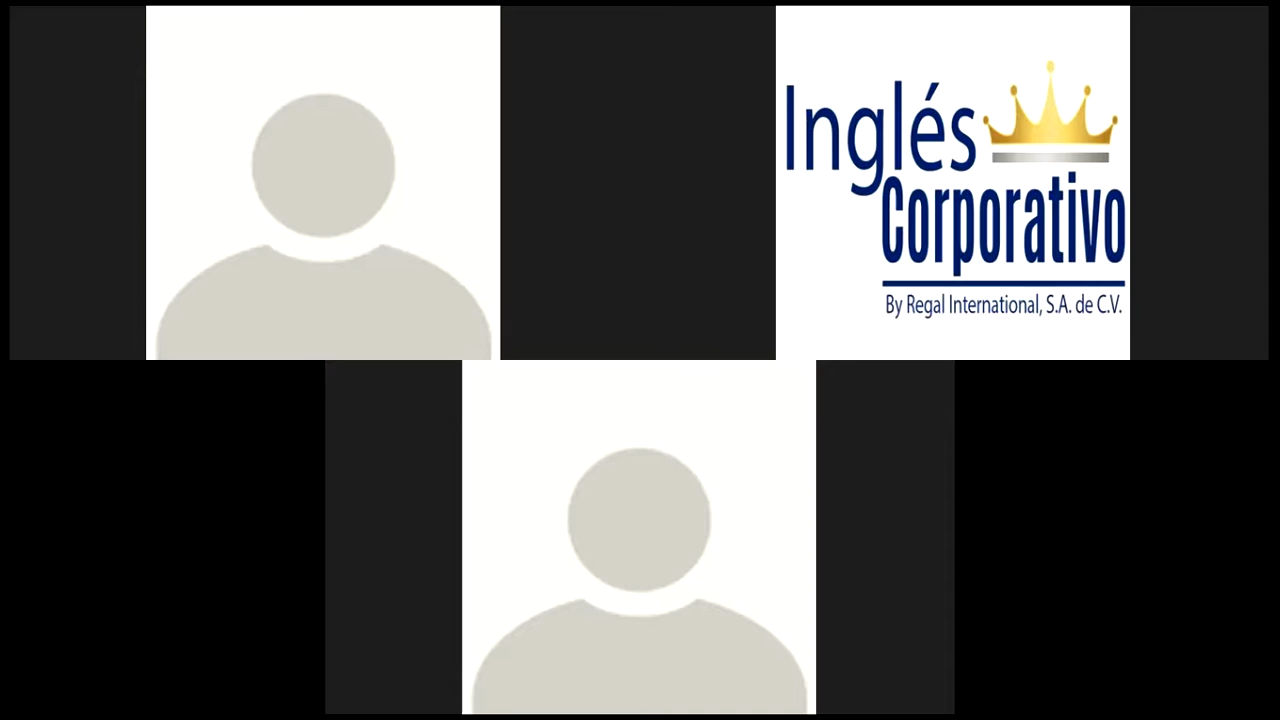 Inglés
Corporativo
By Regal International, S.A. de C.V.